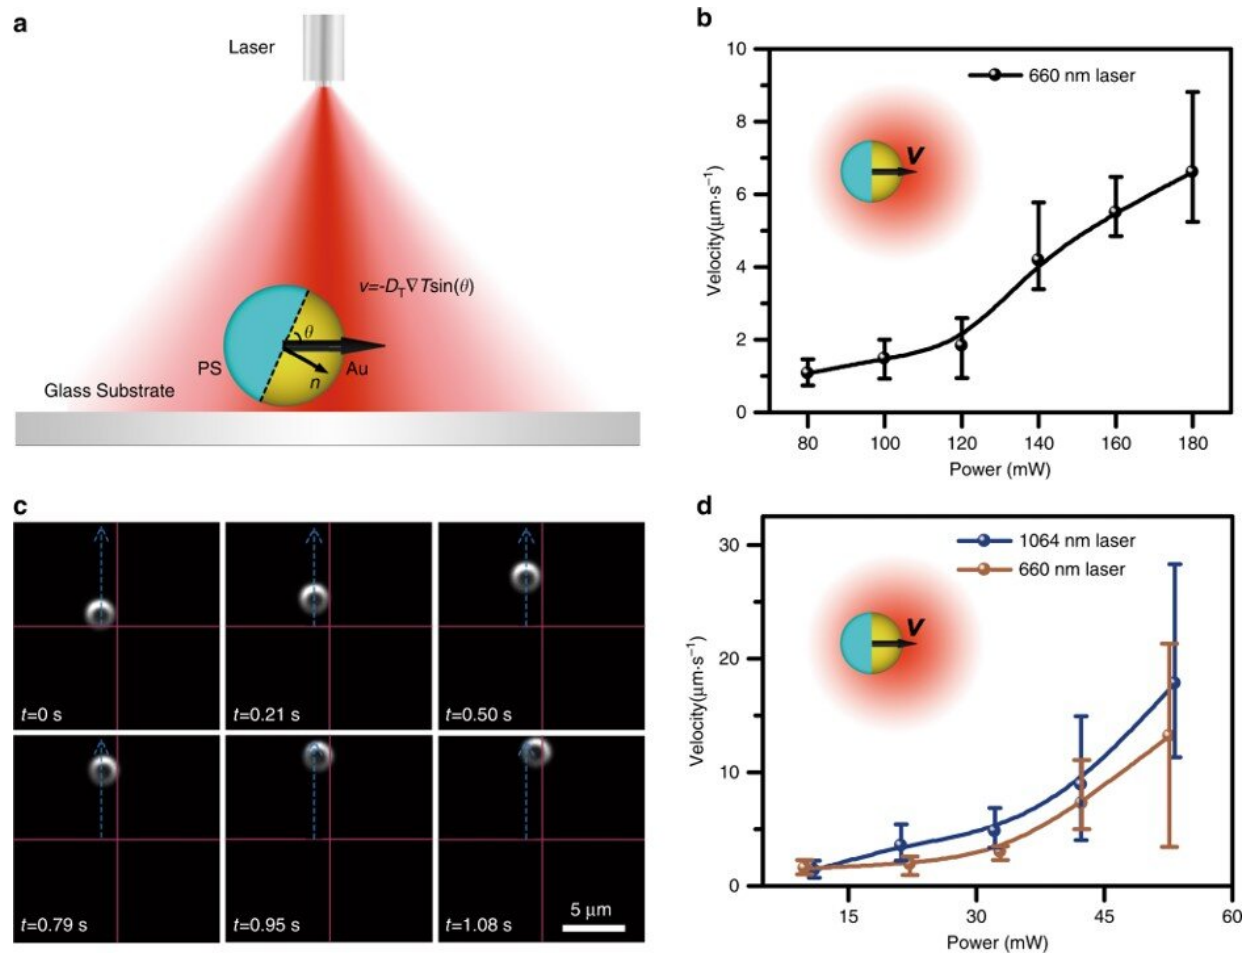 a
Laser
v=-D_T∇Tsin(θ)
θ
PS
Au
n
Glass Substrate
b
10
8
6
4
2
0
Velocity(μm·s⁻¹)
660 nm laser
V
80 100 120 140 160 180
Power (mW)
c
t=0 s
t=0.21 s
t=0.50 s
t=0.79 s
t=0.95 s
t=1.08 s
5 μm
d
30
20
10
0
Velocity(μm·s⁻¹)
1064 nm laser
660 nm laser
V
15 30 45 60
Power (mW)